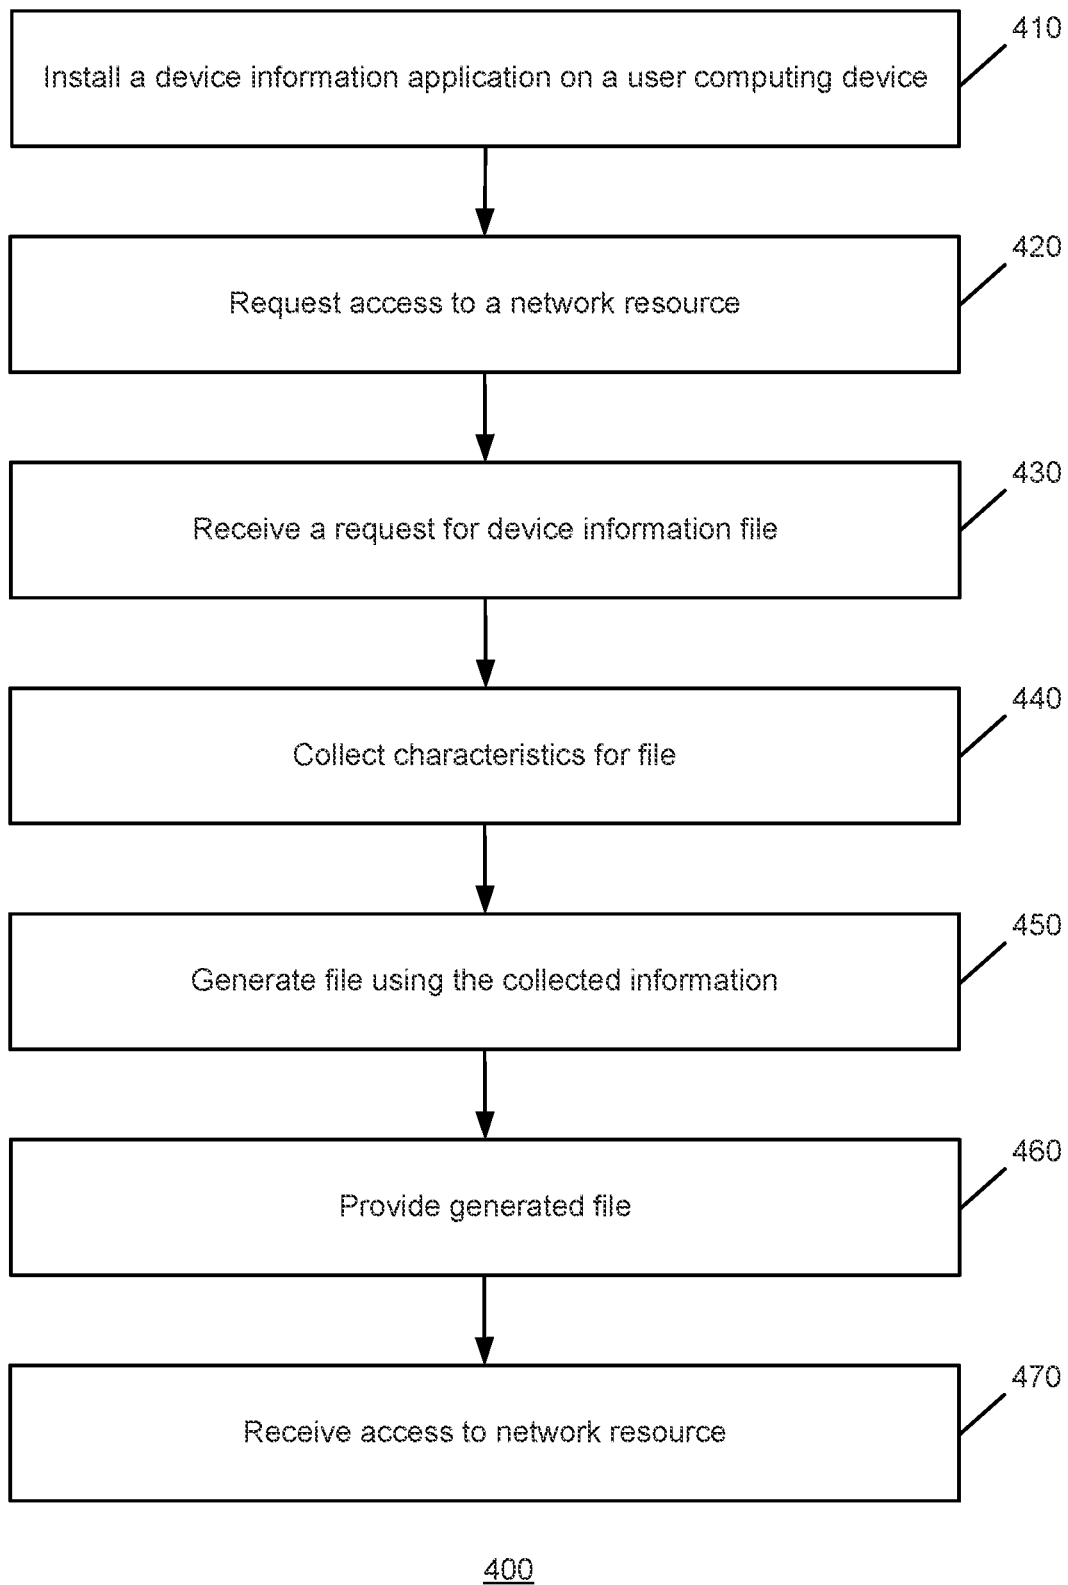 410
Install a device information application on a user computing device
420
Request access to a network resource
430
Receive a request for device information file
440
Collect characteristics for file
450
Generate file using the collected information
460
Provide generated file
470
Receive access to network resource
400